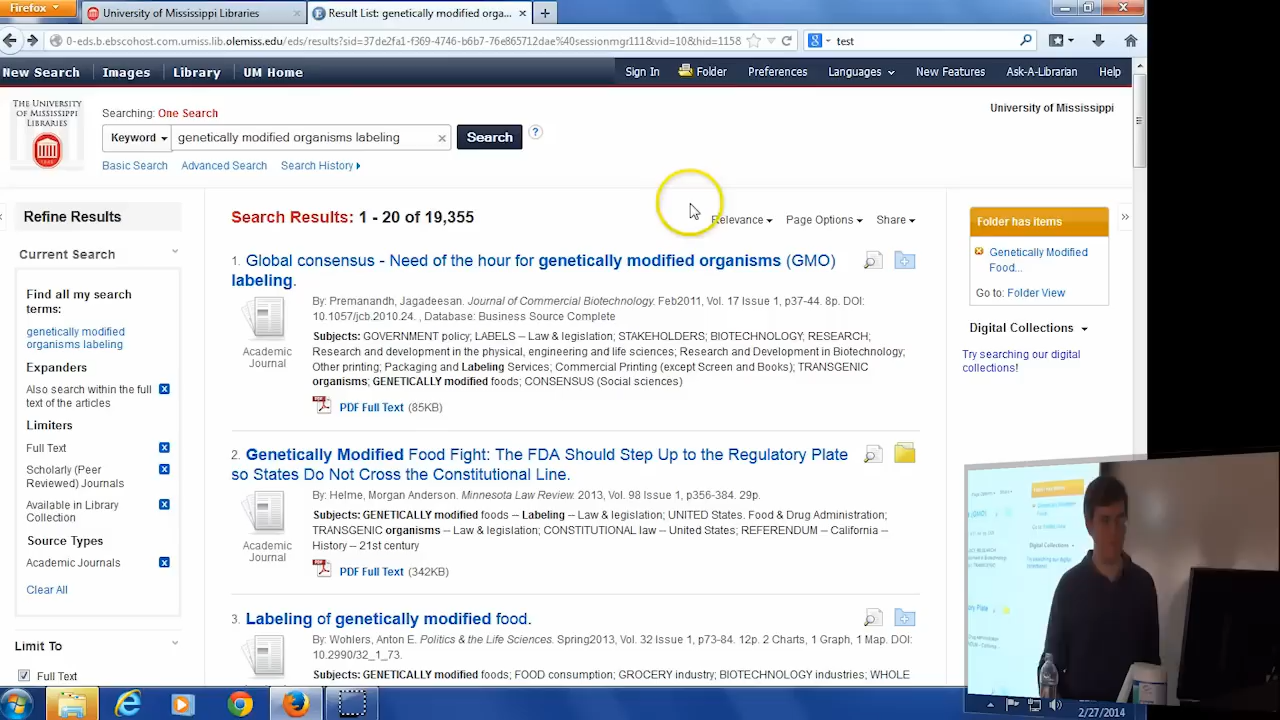 Firefox
University of Mississippi Libraries
Result List: genetically modified orga...
0-eds.b.ebscohost.com.umiss.lib.olemiss.edu/eds/results?sid=37de2fa1-f369-4746-b6b7-76e865712dae%40sessionmgr111&vid=10&hid=1158
test
New Search Images Library UM Home Sign In Folder Preferences Languages New Features Ask-A-Librarian Help
THE UNIVERSITY
OF MISSISSIPPI
LIBRARIES
Searching: One Search
University of Mississippi
Keyword genetically modified organisms labeling Search ?
Basic Search Advanced Search Search History
Refine Results
Current Search
Find all my search
terms:
genetically modified
organisms labeling
Expanders
Also search within the full
text of the articles
Limiters
Full Text
Scholarly (Peer
Reviewed) Journals
Available in Library
Collection
Source Types
Academic Journals
Clear All
Limit To
Full Text
Search Results: 1 - 20 of 19,355
Relevance Page Options Share
1. Global consensus - Need of the hour for genetically modified organisms (GMO)
labeling.
Academic
Journal
By: Premanandh, Jagadeesan. Journal of Commercial Biotechnology. Feb2011, Vol. 17 Issue 1, p37-44. 8p. DOI:
10.1057/jcb.2010.24. , Database: Business Source Complete
Subjects: GOVERNMENT policy; LABELS -- Law & legislation; STAKEHOLDERS; BIOTECHNOLOGY; RESEARCH;
Research and development in the physical, engineering and life sciences; Research and Development in Biotechnology;
Other printing; Packaging and Labeling Services; Commercial Printing (except Screen and Books); TRANSGENIC
organisms; GENETICALLY modified foods; CONSENSUS (Social sciences)
PDF Full Text (85KB)
2. Genetically Modified Food Fight: The FDA Should Step Up to the Regulatory Plate
so States Do Not Cross the Constitutional Line.
Academic
Journal
By: Helme, Morgan Anderson. Minnesota Law Review. 2013, Vol. 98 Issue 1, p356-384. 29p.
Subjects: GENETICALLY modified foods -- Labeling -- Law & legislation; UNITED States. Food & Drug Administration;
TRANSGENIC organisms -- Law & legislation; CONSTITUTIONAL law -- United States; REFERENDUM -- California --
History -- 21st century
PDF Full Text (342KB)
3. Labeling of genetically modified food.
By: Wohlers, Anton E. Politics & the Life Sciences. Spring2013, Vol. 32 Issue 1, p73-84. 12p. 2 Charts, 1 Graph, 1 Map. DOI:
10.2990/32_1_73.
Subjects: GENETICALLY modified foods; FOOD consumption; GROCERY industry; BIOTECHNOLOGY industries; WHOLE
Folder has items
Genetically Modified
Food...
Go to: Folder View
Digital Collections
Try searching our digital
collections!
2/27/2014